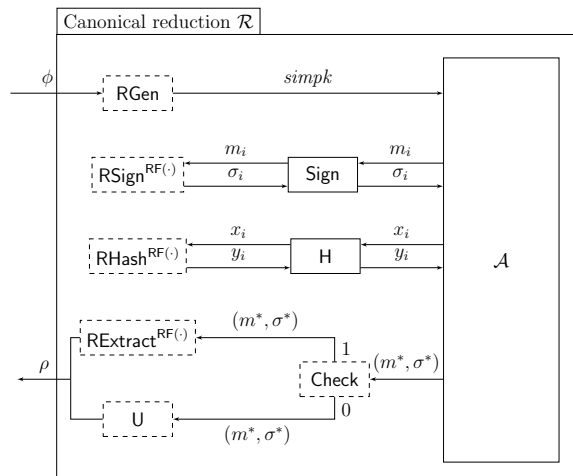 Canonical reduction R
ϕ RGen simpk
m_i m_i
RSign^RF(·) Sign
σ_i σ_i
x_i x_i
RHash^RF(·) H A
y_i y_i
RExtract^RF(·) (m*, σ*)
1
ρ Check (m*, σ*)
0
U (m*, σ*)